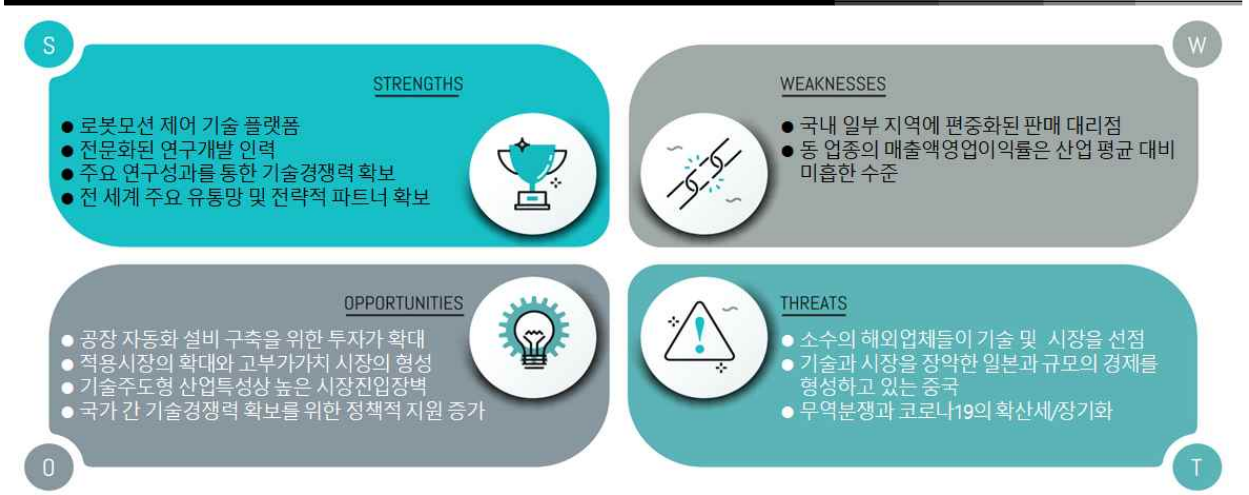 S
STRENGTHS
● 로봇모션 제어 기술 플랫폼
● 전문화된 연구개발 인력
● 주요 연구성과를 통한 기술경쟁력 확보
● 전 세계 주요 유통망 및 전략적 파트너 확보
W
WEAKNESSES
● 국내 일부 지역에 편중화된 판매 대리점
● 동 업종의 매출액영업이익률은 산업 평균 대비
미흡한 수준
O
OPPORTUNITIES
● 공장 자동화 설비 구축을 위한 투자가 확대
● 적용시장의 확대와 고부가가치 시장의 형성
● 기술주도형 산업특성상 높은 시장진입장벽
● 국가 간 기술경쟁력 확보를 위한 정책적 지원 증가
THREATS
● 소수의 해외업체들이 기술 및 시장을 선점
● 기술과 시장을 장악한 일본과 규모의 경제를
형성하고 있는 중국
● 무역분쟁과 코로나19의 확산세/장기화
T